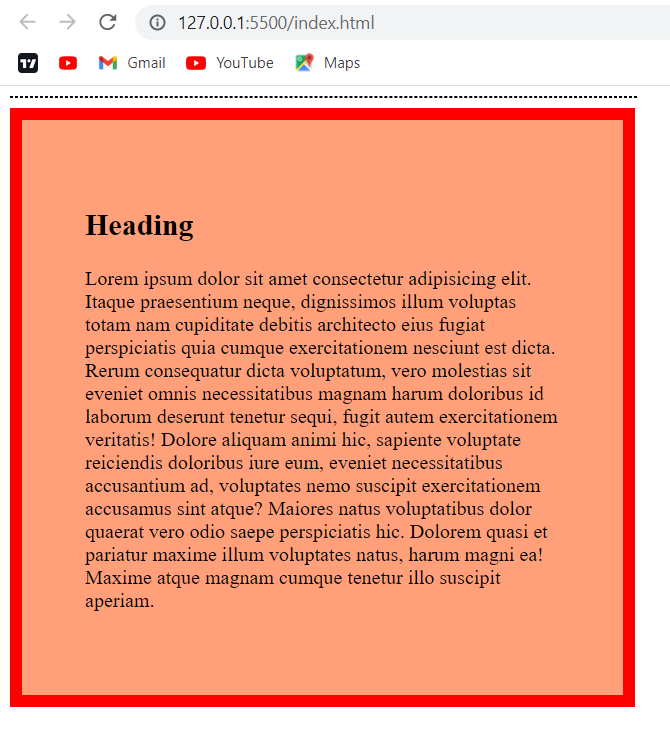 127.0.0.1:5500/index.html
Gmail YouTube Maps
Heading
Lorem ipsum dolor sit amet consectetur adipisicing elit.
Itaque praesentium neque, dignissimos illum voluptas
totam nam cupiditate debitis architecto eius fugiat
perspiciatis quia cumque exercitationem nesciunt est dicta.
Rerum consequatur dicta voluptatum, vero molestias sit
eveniet omnis necessitatibus magnam harum doloribus id
laborum deserunt tenetur sequi, fugit autem exercitationem
veritatis! Dolore aliquam animi hic, sapiente voluptate
reiciendis doloribus iure eum, eveniet necessitatibus
accusantium ad, voluptates nemo suscipit exercitationem
accusamus sint atque? Maiores natus voluptatibus dolor
quaerat vero odio saepe perspiciatis hic. Dolorem quasi et
pariatur maxime illum voluptates natus, harum magni ea!
Maxime atque magnam cumque tenetur illo suscipit
aperiam.